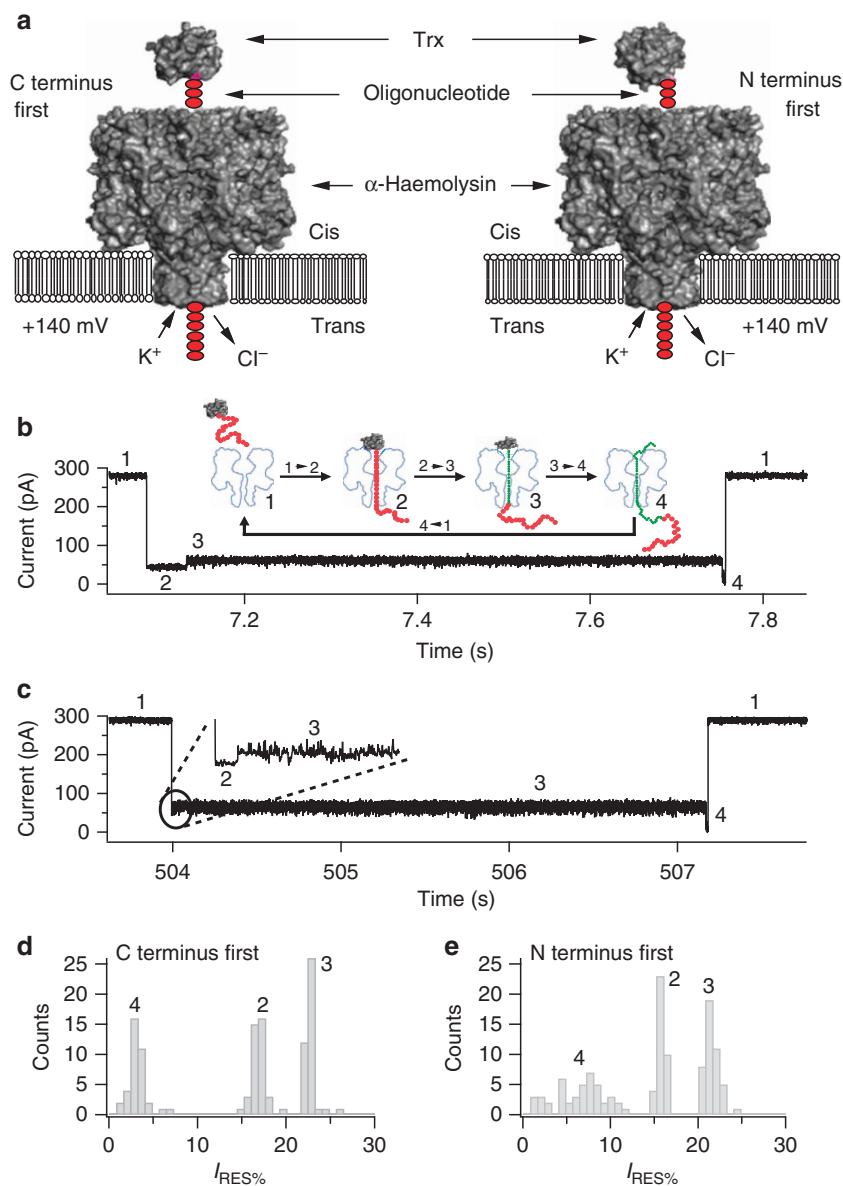 a
Trx
C terminus
first
Oligonucleotide
N terminus
first
α-Haemolysin
Cis
Cis
+140 mV
Trans
Trans
+140 mV
K+
Cl–
K+
Cl–
b
1 ► 2
2 ► 3
3 ► 4
1
2
3
4
4 ◄ 1
Current (pA)
300
200
100
0
1
2
3
4
1
7.2
7.4
7.6
7.8
Time (s)
c
Current (pA)
300
200
100
0
1
2
3
3
4
1
504
505
506
507
Time (s)
d
C terminus first
Counts
25
20
15
10
5
0
4
2
3
0
10
20
30
IRES%
e
N terminus first
Counts
25
20
15
10
5
0
4
2
3
0
10
20
30
IRES%